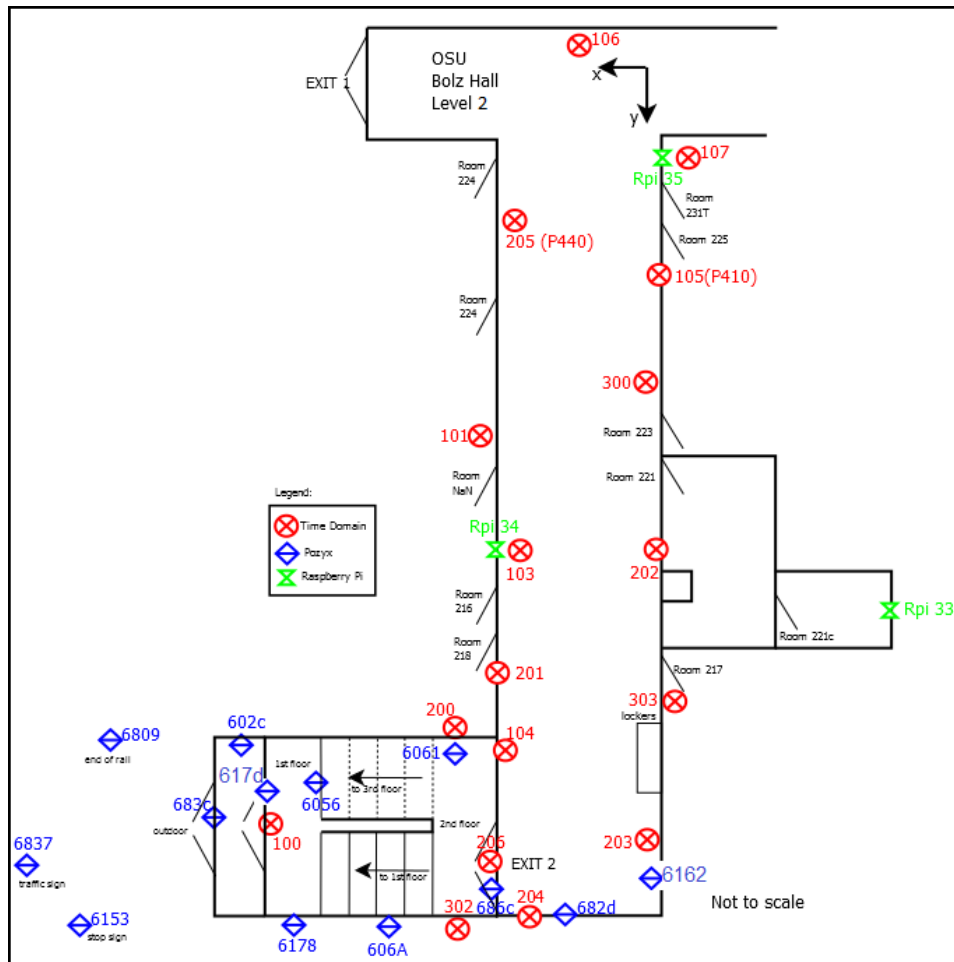 106
OSU
Bolz Hall
Level 2
EXIT 1
x
y
107
Rpi 35
Room
224
Room
231T
205 (P440)
Room 225
105(P410)
Room
224
300
101
Room 223
Room
NaN
Room 221
Legend:
Time Domain
Pozyx
Raspberry Pi
Rpi 34
103
202
Room
216
Rpi 33
Room 221c
Room
218
201
Room 217
303
lockers
200
104
6809
end of rail
602c
6061
1st floor
617d
6056
to 3rd floor
683c
outdoor
100
2nd floor
203
205
EXIT 2
6837
traffic sign
to 1st floor
6162
686c
204
682d
302
6153
stop sign
6178
606A
Not to scale